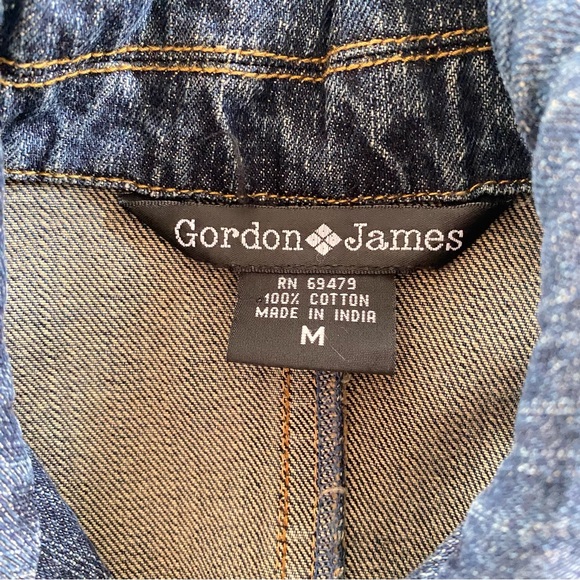 Gordon James
RN 69479
100% COTTON
MADE IN INDIA
M